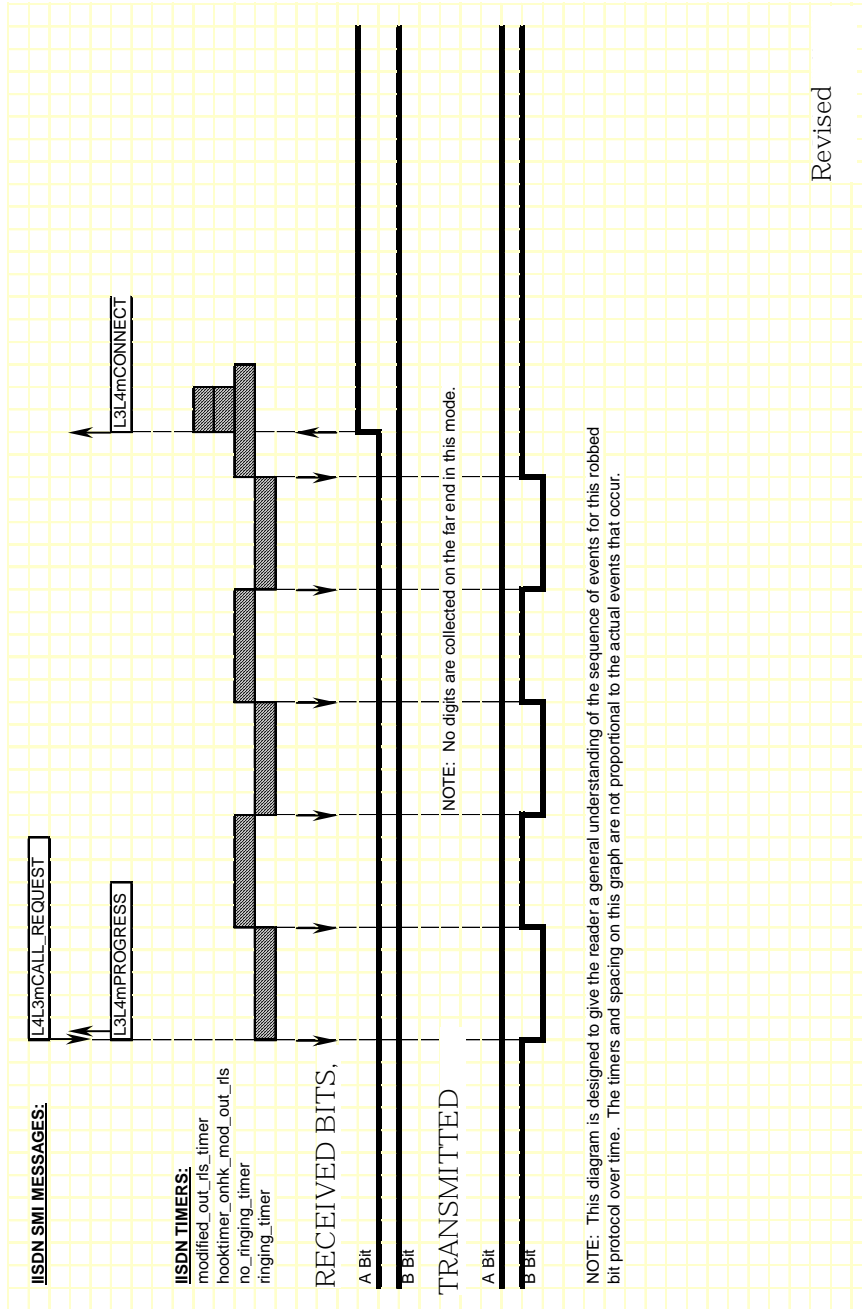 IISDN SMI MESSAGES:
L4L3mCALL_REQUEST
L3L4mPROGRESS
L3L4mCONNECT
IISDN TIMERS:
modified_out_rls_timer
hooktimer_onhk_mod_out_rls
no_ringing_timer
ringing_timer
RECEIVED BITS,
A Bit
B Bit
NOTE: No digits are collected on the far end in this mode.
TRANSMITTED
A Bit
B Bit
NOTE: This diagram is designed to give the reader a general understanding of the sequence of events for this robbed
bit protocol over time. The timers and spacing on this graph are not proportional to the actual events that occur.
Revised